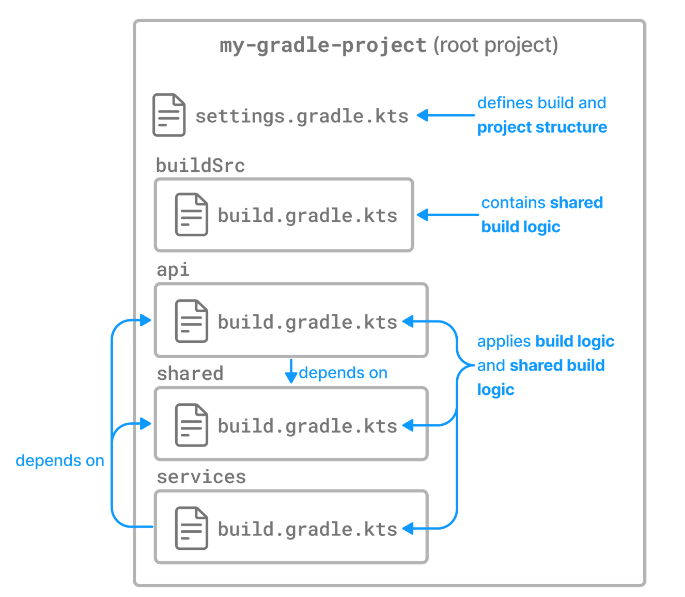 my-gradle-project (root project)
settings.gradle.kts
defines build and
project structure
buildSrc
build.gradle.kts
contains shared
build logic
api
build.gradle.kts
applies build logic
and shared build
logic
depends on
shared
build.gradle.kts
depends on
services
build.gradle.kts